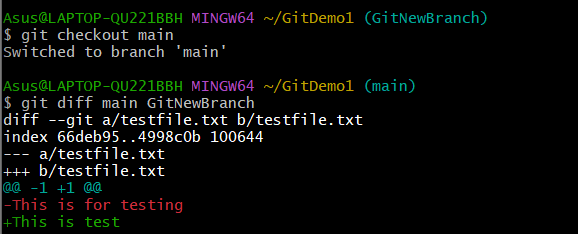 Asus@LAPTOP-QU221BBH MINGW64 ~/GitDemo1 (GitNewBranch)
$ git checkout main
Switched to branch 'main'
Asus@LAPTOP-QU221BBH MINGW64 ~/GitDemo1 (main)
$ git diff main GitNewBranch
diff --git a/testfile.txt b/testfile.txt
index 66deb95..4998c0b 100644
--- a/testfile.txt
+++ b/testfile.txt
@@ -1 +1 @@
-This is for testing
+This is test